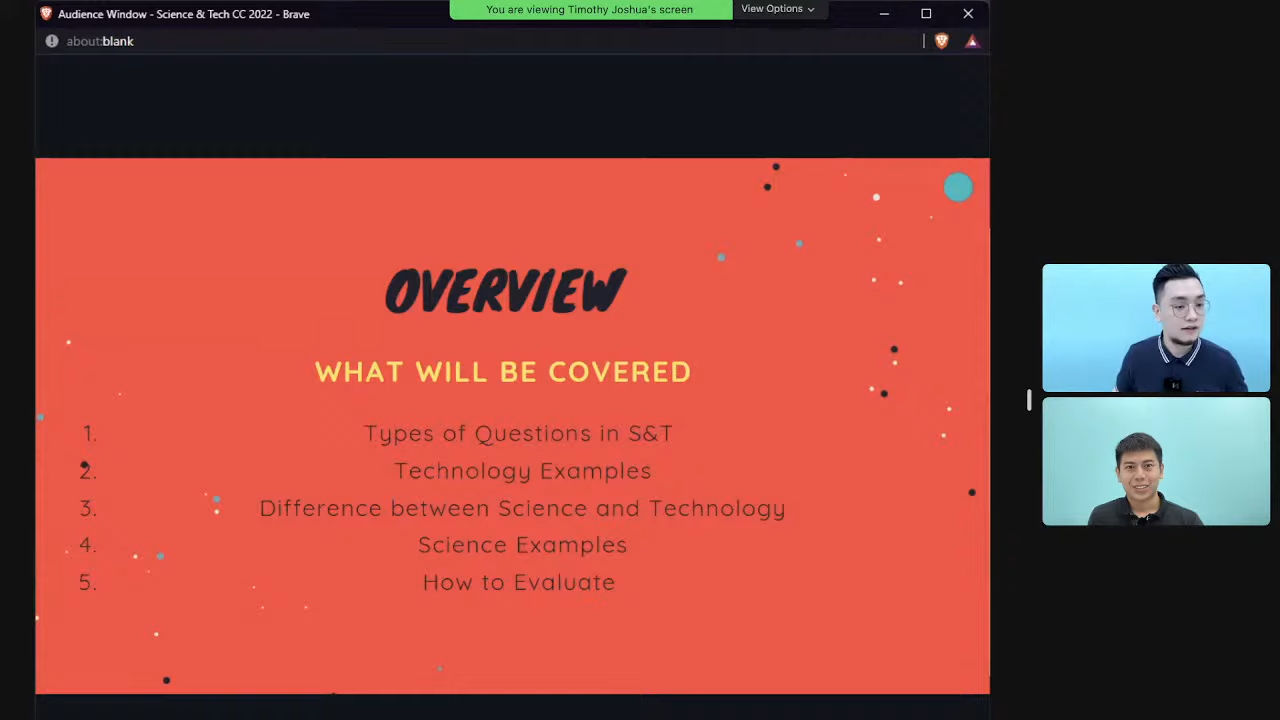 Audience Window - Science & Tech CC 2022 - Brave
You are viewing Timothy Joshua's screen
View Options
about:blank
OVERVIEW
WHAT WILL BE COVERED
1. Types of Questions in S&T
2. Technology Examples
3. Difference between Science and Technology
4. Science Examples
5. How to Evaluate